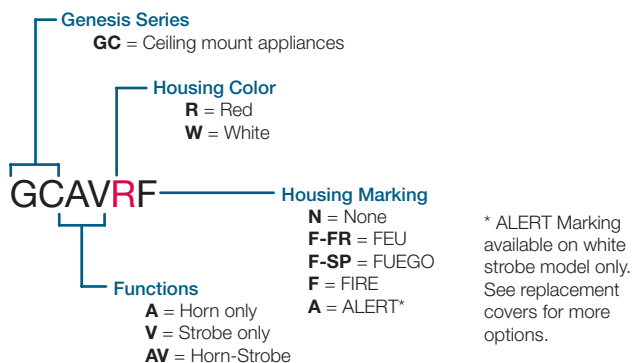 Genesis Series
GC = Ceiling mount appliances
Housing Color
R = Red
W = White
GCAVRF
Housing Marking
N = None
F-FR = FEU
F-SP = FUEGO
F = FIRE
A = ALERT*
* ALERT Marking
available on white
strobe model only.
See replacement
covers for more
options.
Functions
A = Horn only
V = Strobe only
AV = Horn-Strobe